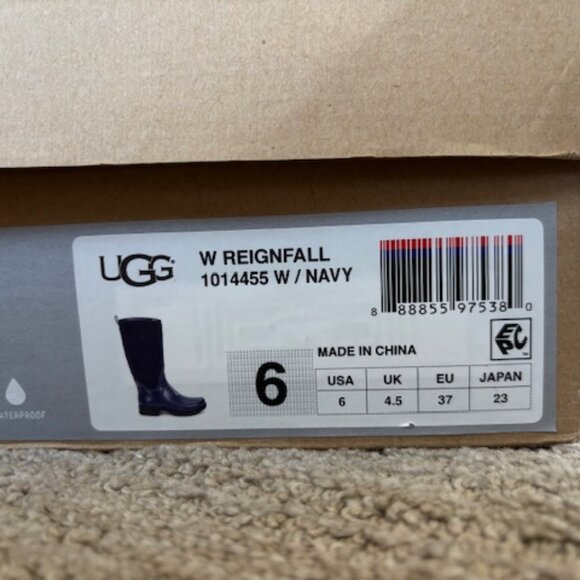 UGG
W REIGNFALL
1014455 W / NAVY
8 88855 97538 0
EPC
MADE IN CHINA
6
USA UK EU JAPAN
6 4.5 37 23